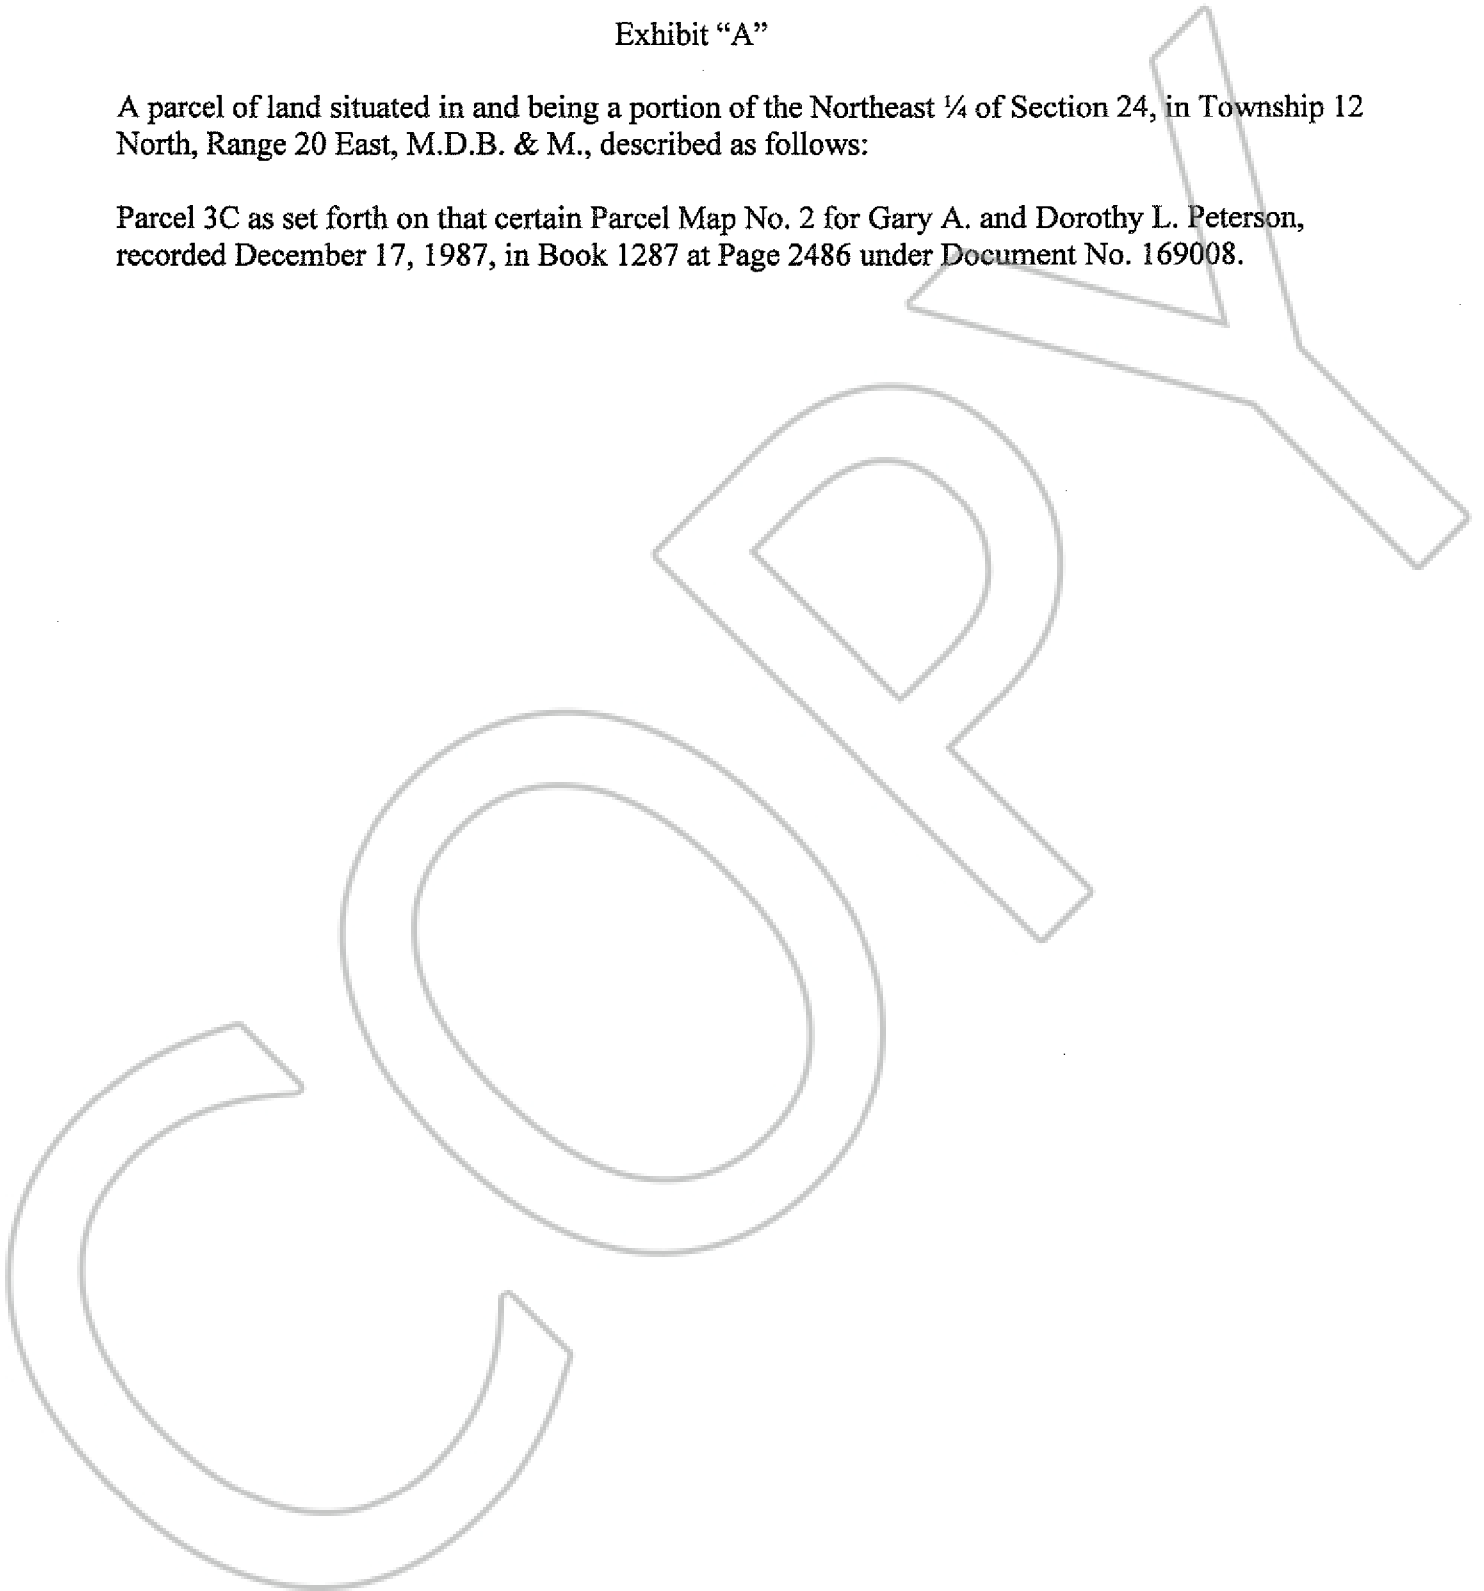 Exhibit “A”
A parcel of land situated in and being a portion of the Northeast ¼ of Section 24, in Township 12
North, Range 20 East, M.D.B. & M., described as follows:
Parcel 3C as set forth on that certain Parcel Map No. 2 for Gary A. and Dorothy L. Peterson,
recorded December 17, 1987, in Book 1287 at Page 2486 under Document No. 169008.
COPY